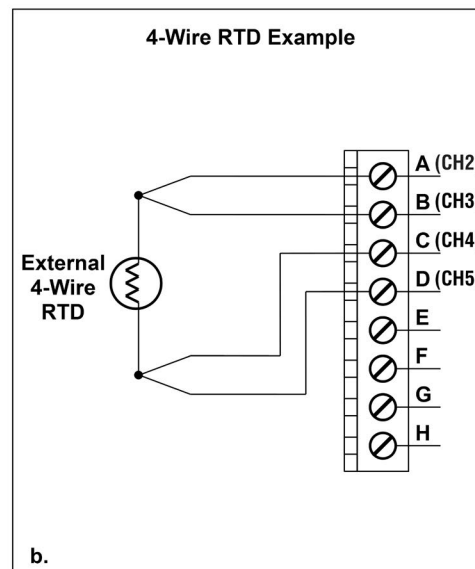 4-Wire RTD Example
A (CH2
B (CH3
C (CH4
D (CH5
External
4-Wire
RTD
E
F
G
H
b.